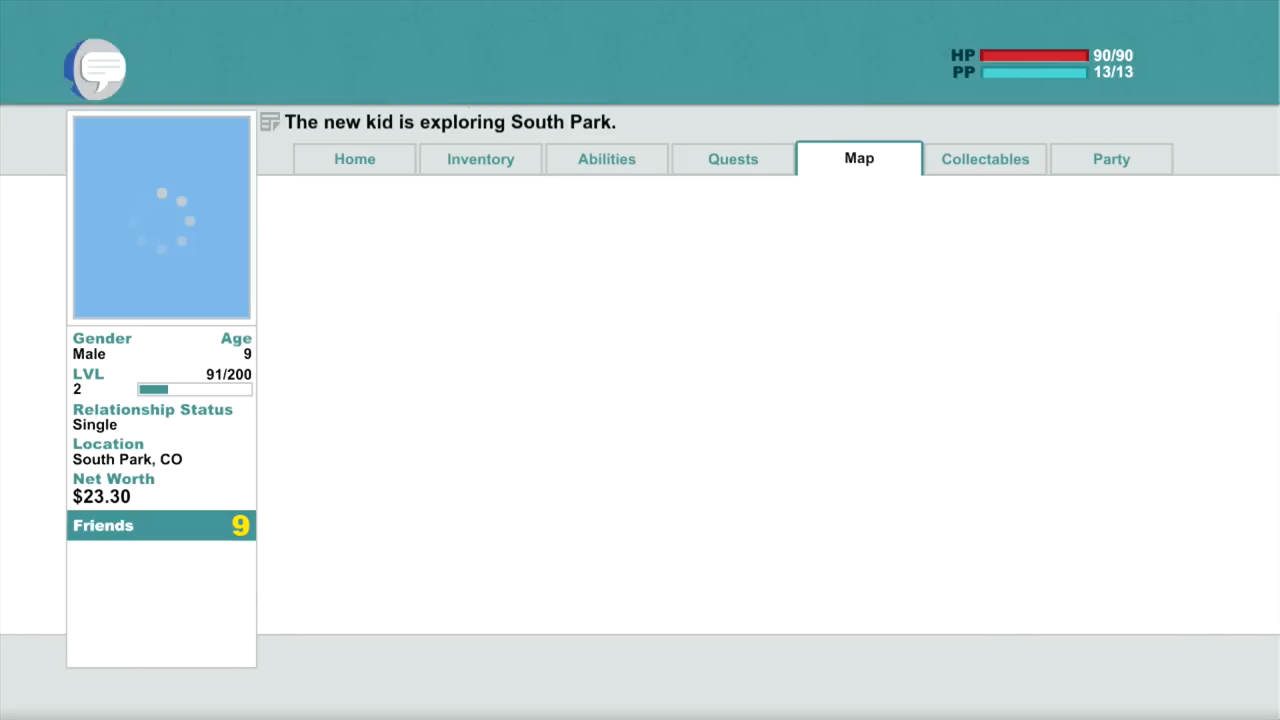 HP 90/90
PP 13/13
The new kid is exploring South Park.
Home Inventory Abilities Quests Map Collectables Party
Gender Age
Male 9
LVL 91/200
2
Relationship Status
Single
Location
South Park, CO
Net Worth
$23.30
Friends 9